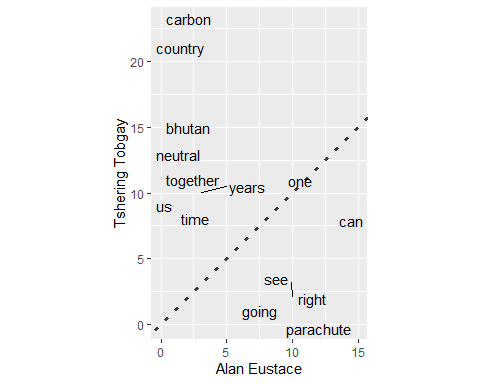 carbon
country
20
bhutan
15
neutral
together
one
years
10
us
time
can
5
see
right
going
0
parachute
0 5 10 15
Alan Eustace
Tshering Tobgay